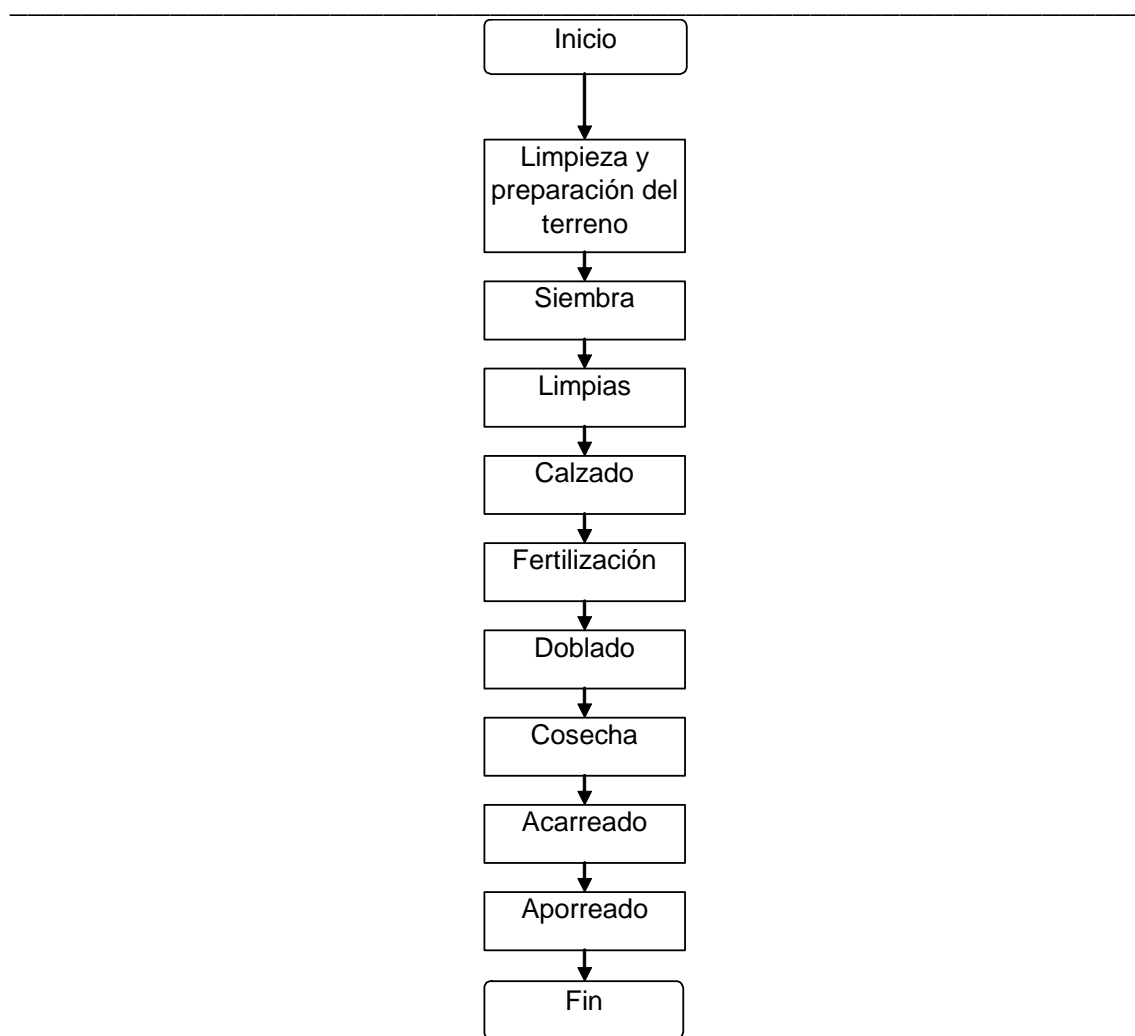 Inicio
Limpieza y
preparación del
terreno
Siembra
Limpias
Calzado
Fertilización
Doblado
Cosecha
Acarreado
Aporreado
Fin